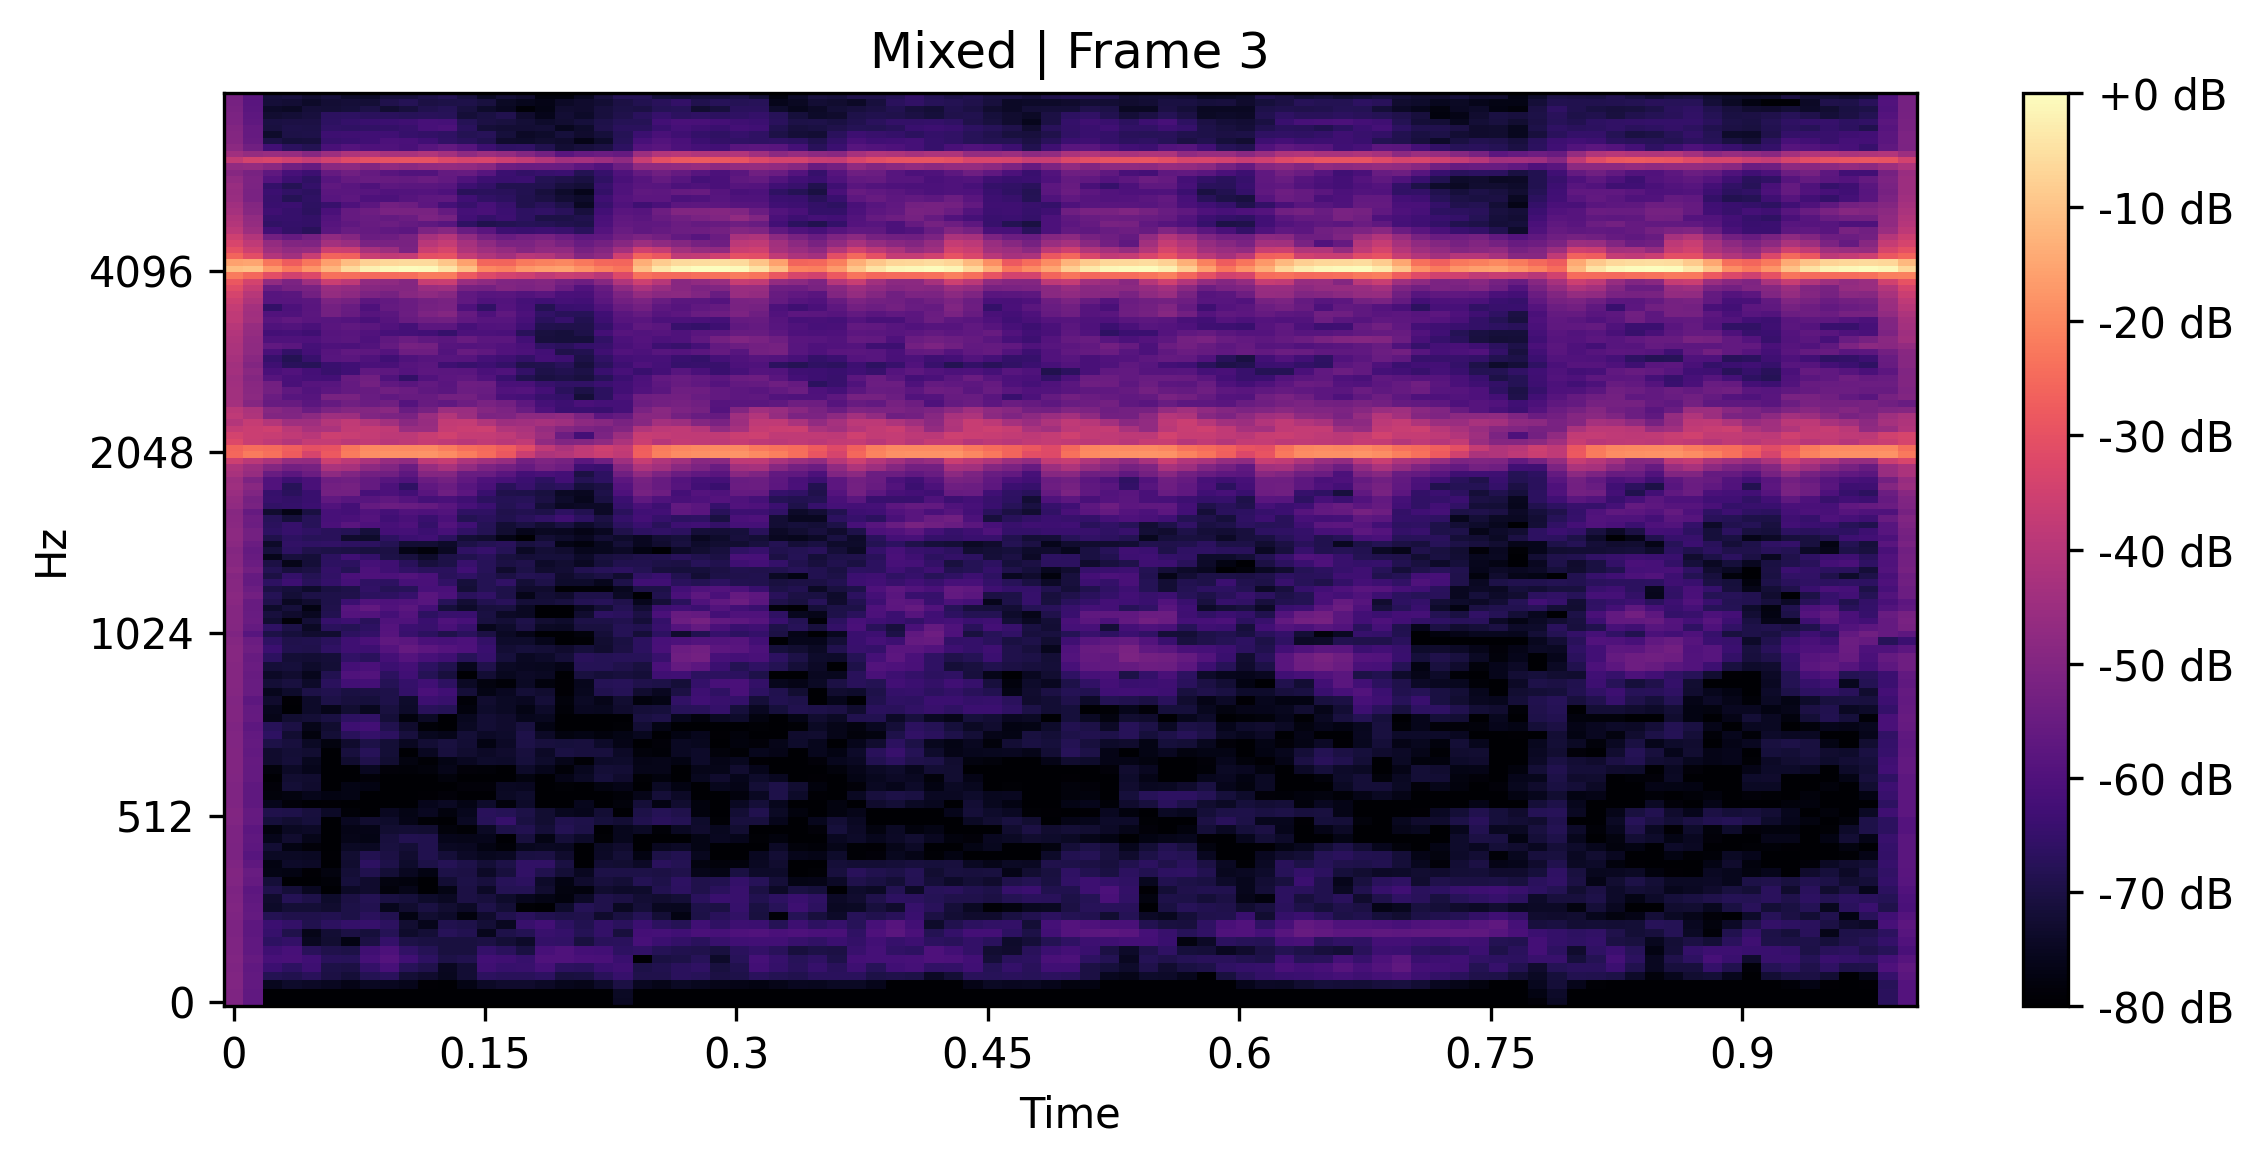 Mixed | Frame 3
+0 dB
-10 dB
-20 dB
-30 dB
-40 dB
-50 dB
-60 dB
-70 dB
-80 dB
Hz
4096
2048
1024
512
0
0 0.15 0.3 0.45 0.6 0.75 0.9
Time